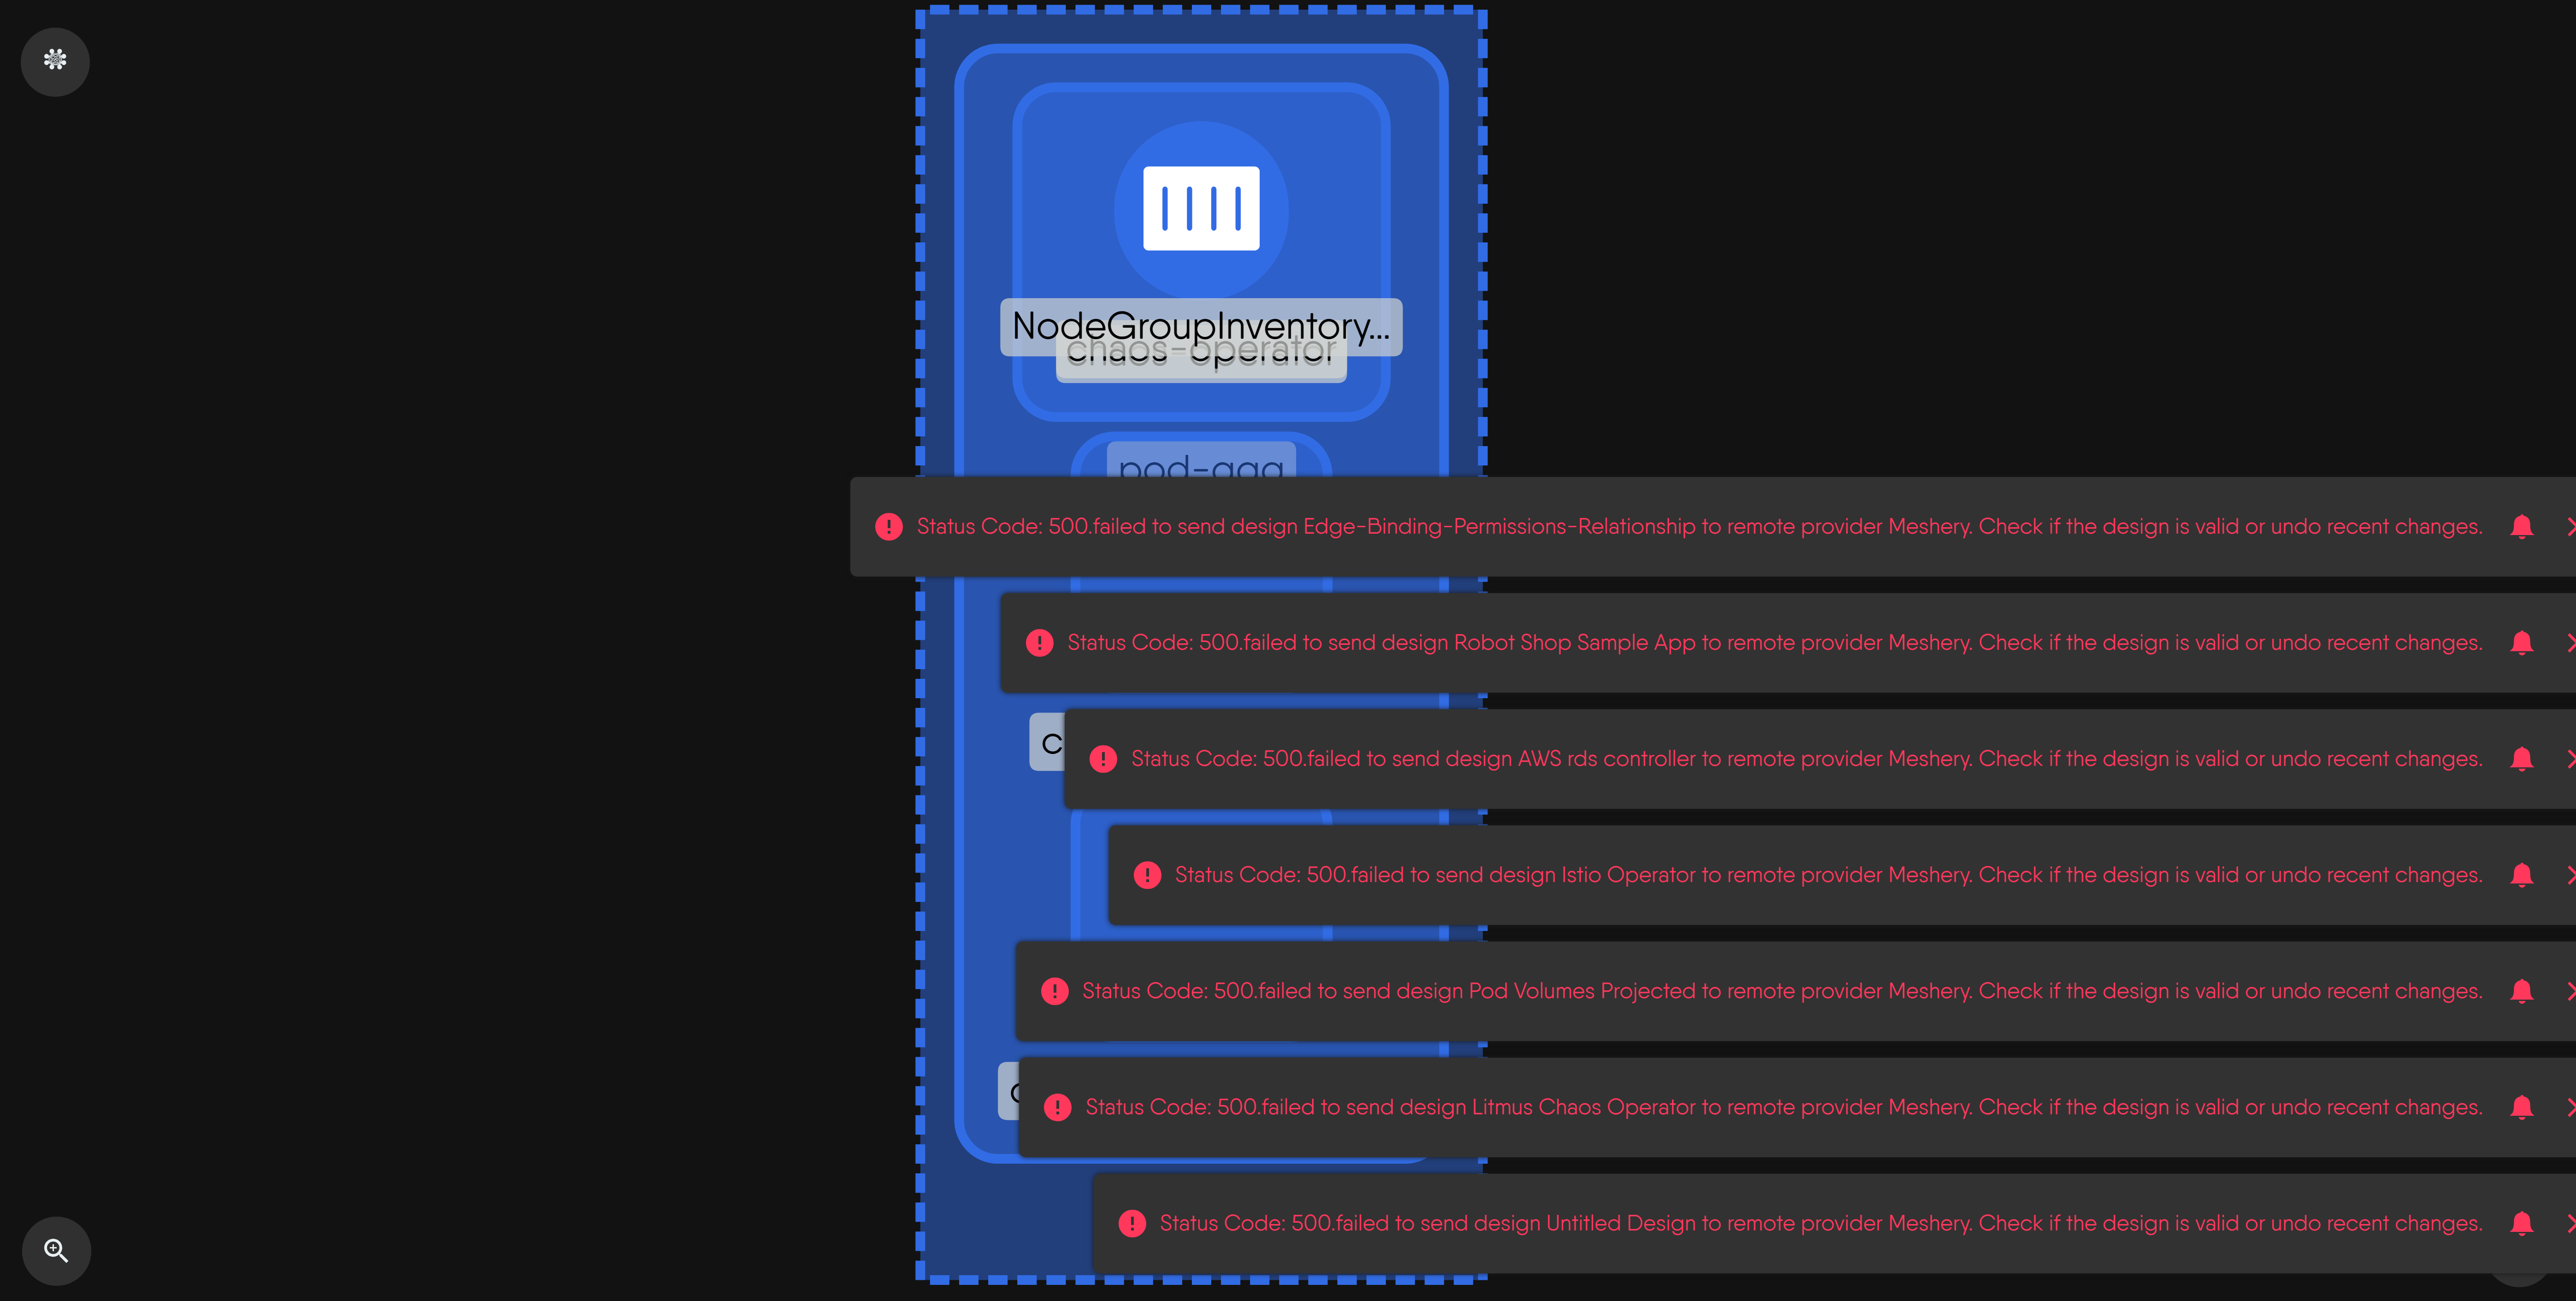 NodeGroupInventory...
chaos-operator
Status Code: 500.failed to send design Edge-Binding-Permissions-Relationship to remote provider Meshery. Check if the design is valid or undo recent changes.
Status Code: 500.failed to send design Robot Shop Sample App to remote provider Meshery. Check if the design is valid or undo recent changes.
Status Code: 500.failed to send design AWS rds controller to remote provider Meshery. Check if the design is valid or undo recent changes.
Status Code: 500.failed to send design Istio Operator to remote provider Meshery. Check if the design is valid or undo recent changes.
Status Code: 500.failed to send design Pod Volumes Projected to remote provider Meshery. Check if the design is valid or undo recent changes.
Status Code: 500.failed to send design Litmus Chaos Operator to remote provider Meshery. Check if the design is valid or undo recent changes.
Status Code: 500.failed to send design Untitled Design to remote provider Meshery. Check if the design is valid or undo recent changes.